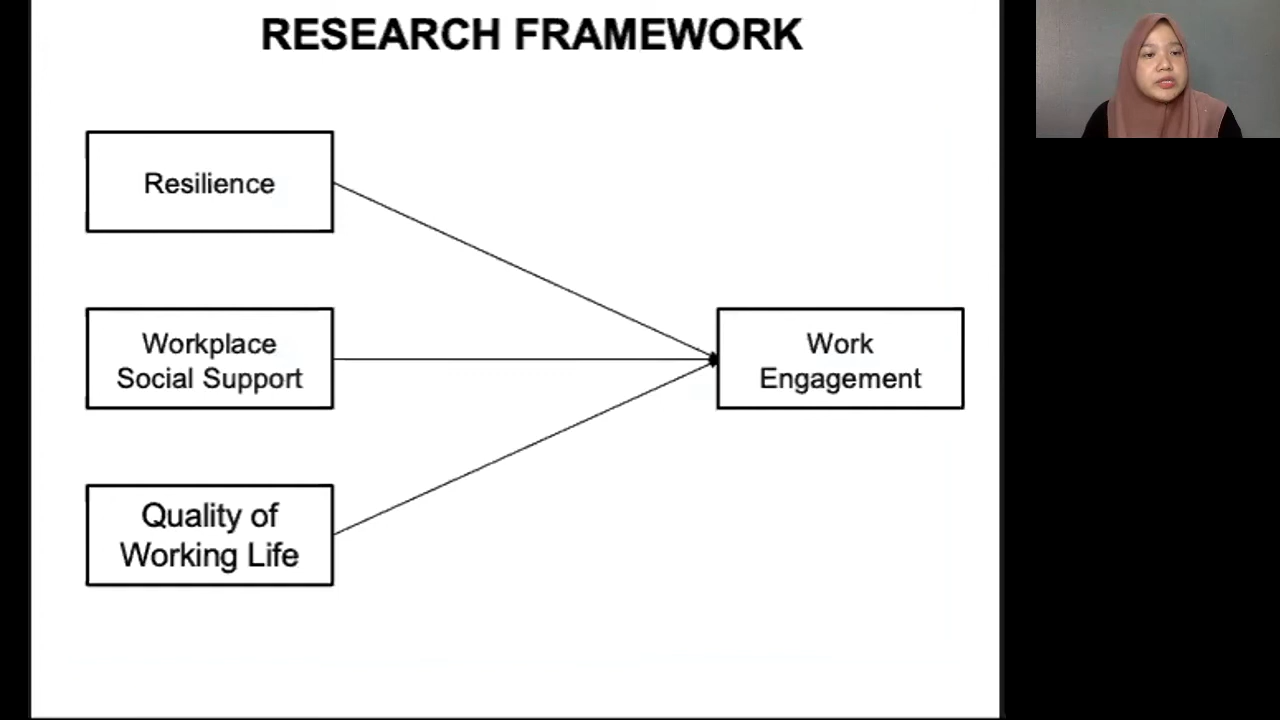 RESEARCH FRAMEWORK
Resilience
Workplace
Social Support
Quality of
Working Life
Work
Engagement